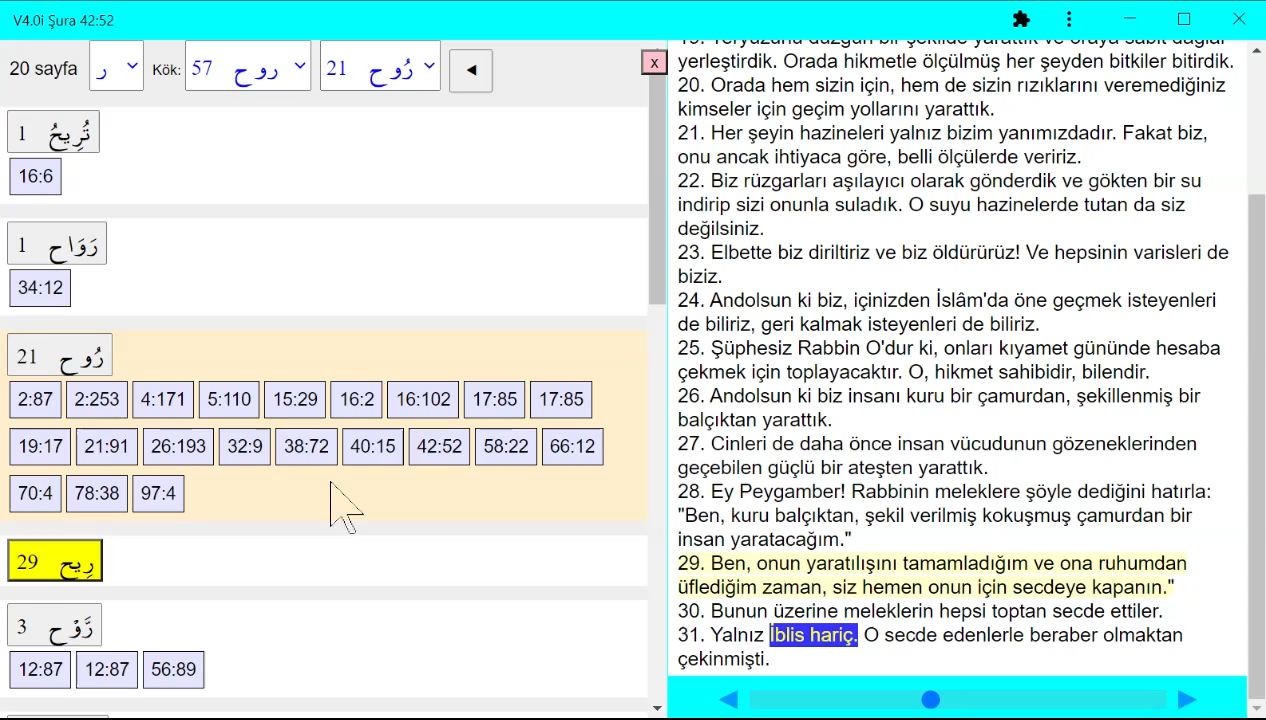 V4.0i Şura 42:52
20 sayfa ر Kök: 57 روح 21 رُوح ◄ x
1 تُرِيحُ
16:6
1 رَوَاح
34:12
21 رُوح
2:87 2:253 4:171 5:110 15:29 16:2 16:102 17:85 17:85
19:17 21:91 26:193 32:9 38:72 40:15 42:52 58:22 66:12
70:4 78:38 97:4
29 رِيح
3 رَّوْح
12:87 12:87 56:89
19. Yeryüzünü düzgün bir şekilde yarattık ve oraya sabit dağlar
yerleştirdik. Orada hikmetle ölçülmüş her şeyden bitkiler bitirdik.
20. Orada hem sizin için, hem de sizin rızıklarını veremediğiniz
kimseler için geçim yollarını yarattık.
21. Her şeyin hazineleri yalnız bizim yanımızdadır. Fakat biz,
onu ancak ihtiyaca göre, belli ölçülerde veririz.
22. Biz rüzgarları aşılayıcı olarak gönderdik ve gökten bir su
indirip sizi onunla suladık. O suyu hazinelerde tutan da siz
değilsiniz.
23. Elbette biz diriltiriz ve biz öldürürüz! Ve hepsinin varisleri de
biziz.
24. Andolsun ki biz, içinizden İslâm'da öne geçmek isteyenleri
de biliriz, geri kalmak isteyenleri de biliriz.
25. Şüphesiz Rabbin O'dur ki, onları kıyamet gününde hesaba
çekmek için toplayacaktır. O, hikmet sahibidir, bilendir.
26. Andolsun ki biz insanı kuru bir çamurdan, şekillenmiş bir
balçıktan yarattık.
27. Cinleri de daha önce insan vücudunun gözeneklerinden
geçebilen güçlü bir ateşten yarattık.
28. Ey Peygamber! Rabbinin meleklere şöyle dediğini hatırla:
"Ben, kuru balçıktan, şekil verilmiş kokuşmuş çamurdan bir
insan yaratacağım."
29. Ben, onun yaratılışını tamamladığım ve ona ruhumdan
üflediğim zaman, siz hemen onun için secdeye kapanın."
30. Bunun üzerine meleklerin hepsi toptan secde ettiler.
31. Yalnız İblis hariç. O secde edenlerle beraber olmaktan
çekinmişti.